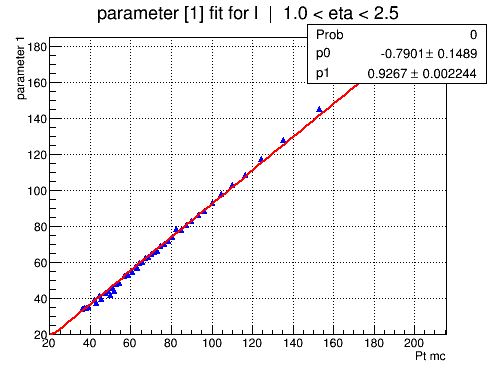 parameter [1] fit for I | 1.0 < eta < 2.5
Prob 0
p0 -0.7901 ± 0.1489
p1 0.9267 ± 0.002244
parameter 1
180
160
140
120
100
80
60
40
20
20 40 60 80 100 120 140 160 180 200
Pt mc